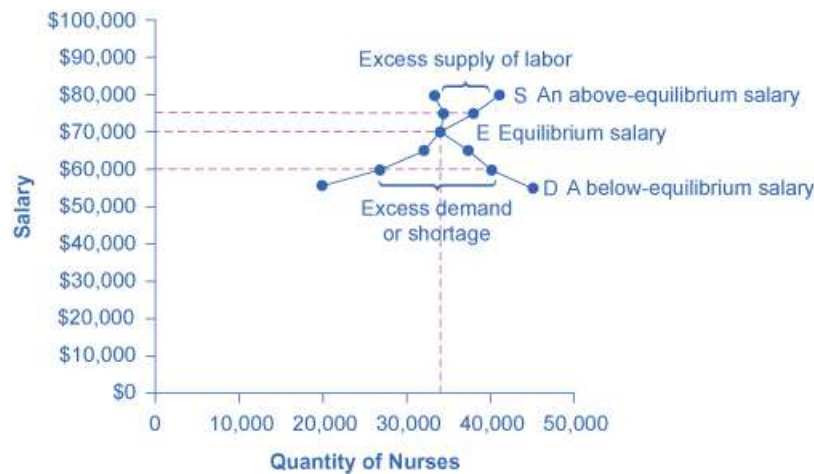 $100,000
$90,000
$80,000
$70,000
$60,000
$50,000
$40,000
$30,000
$20,000
$10,000
$0
Salary
Excess supply of labor
S An above-equilibrium salary
E Equilibrium salary
D A below-equilibrium salary
Excess demand
or shortage
0 10,000 20,000 30,000 40,000 50,000
Quantity of Nurses